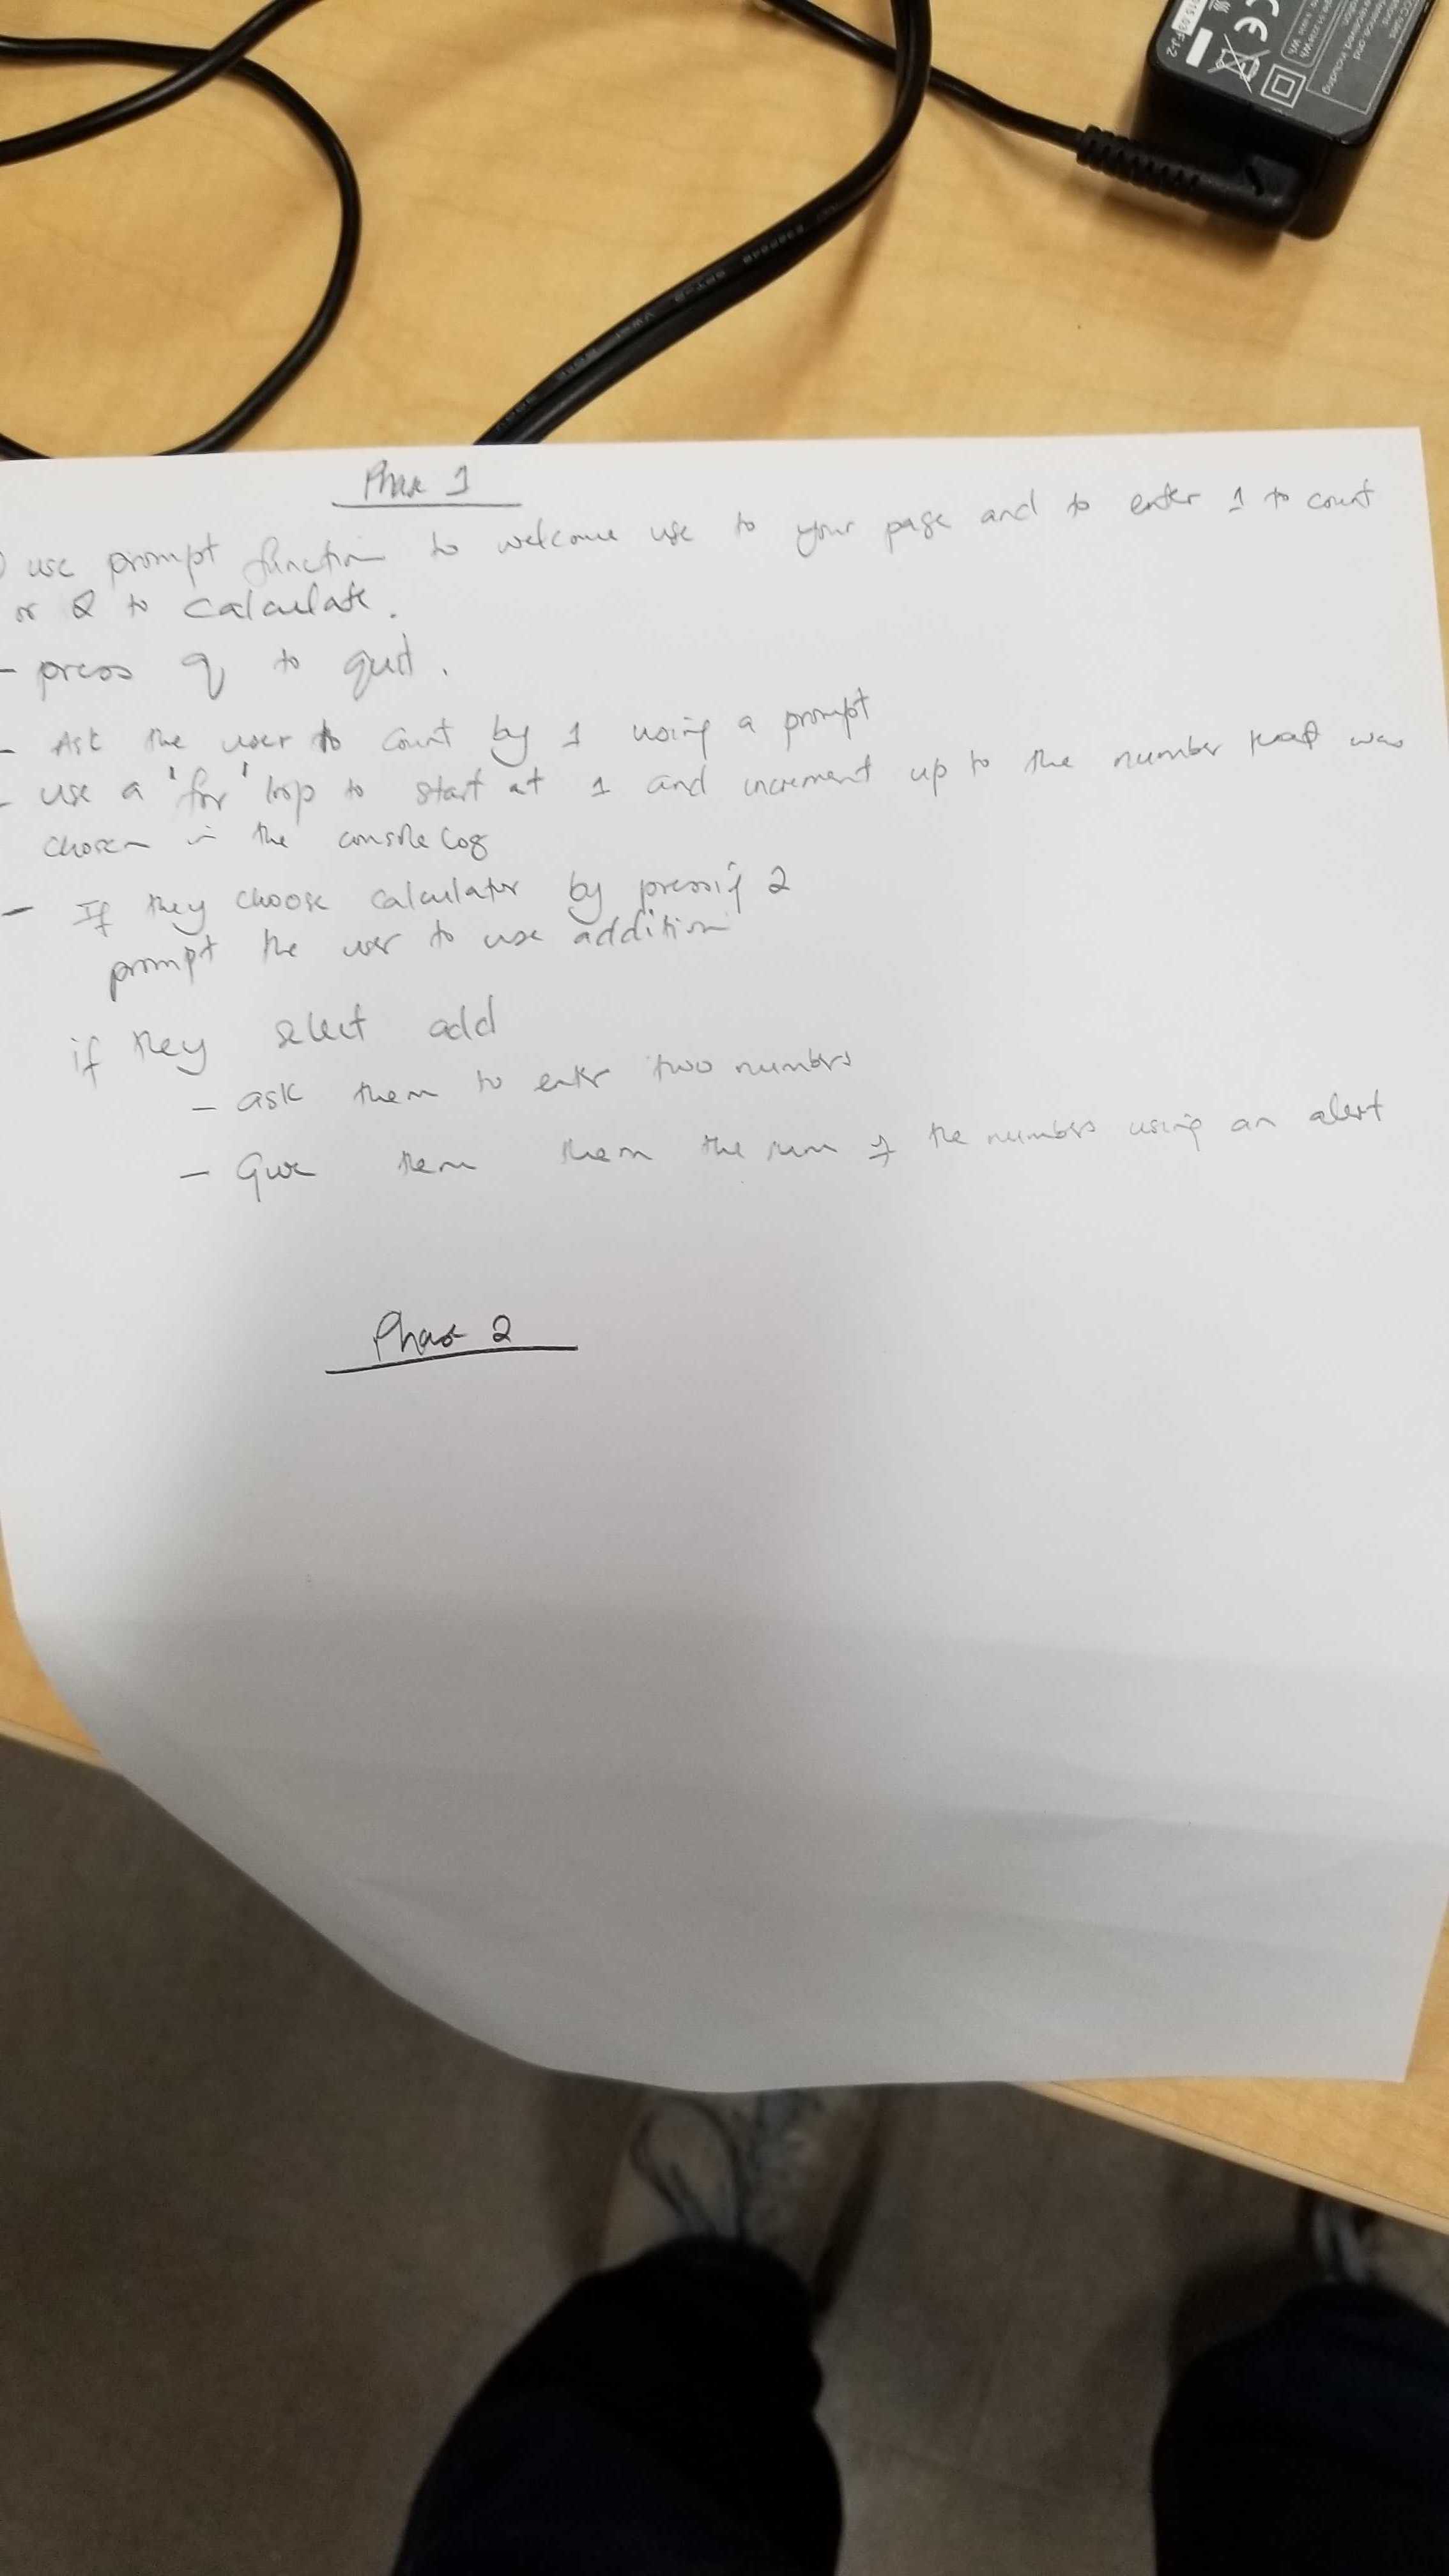 CE
Phase 1
use prompt function to welcome use to your page and to enter 1 to count
or 2 to calculate.
- press q to quit.
- Ask the user to count by 1 using a prompt
- use a 'for' loop to start at 1 and increment up to the number that was
chosen in the console log
- If they choose calculator by pressing 2
prompt the user to use addition
if they select add
- ask them to enter two numbers
- Give them them the sum of the numbers using an alert
Phase 2